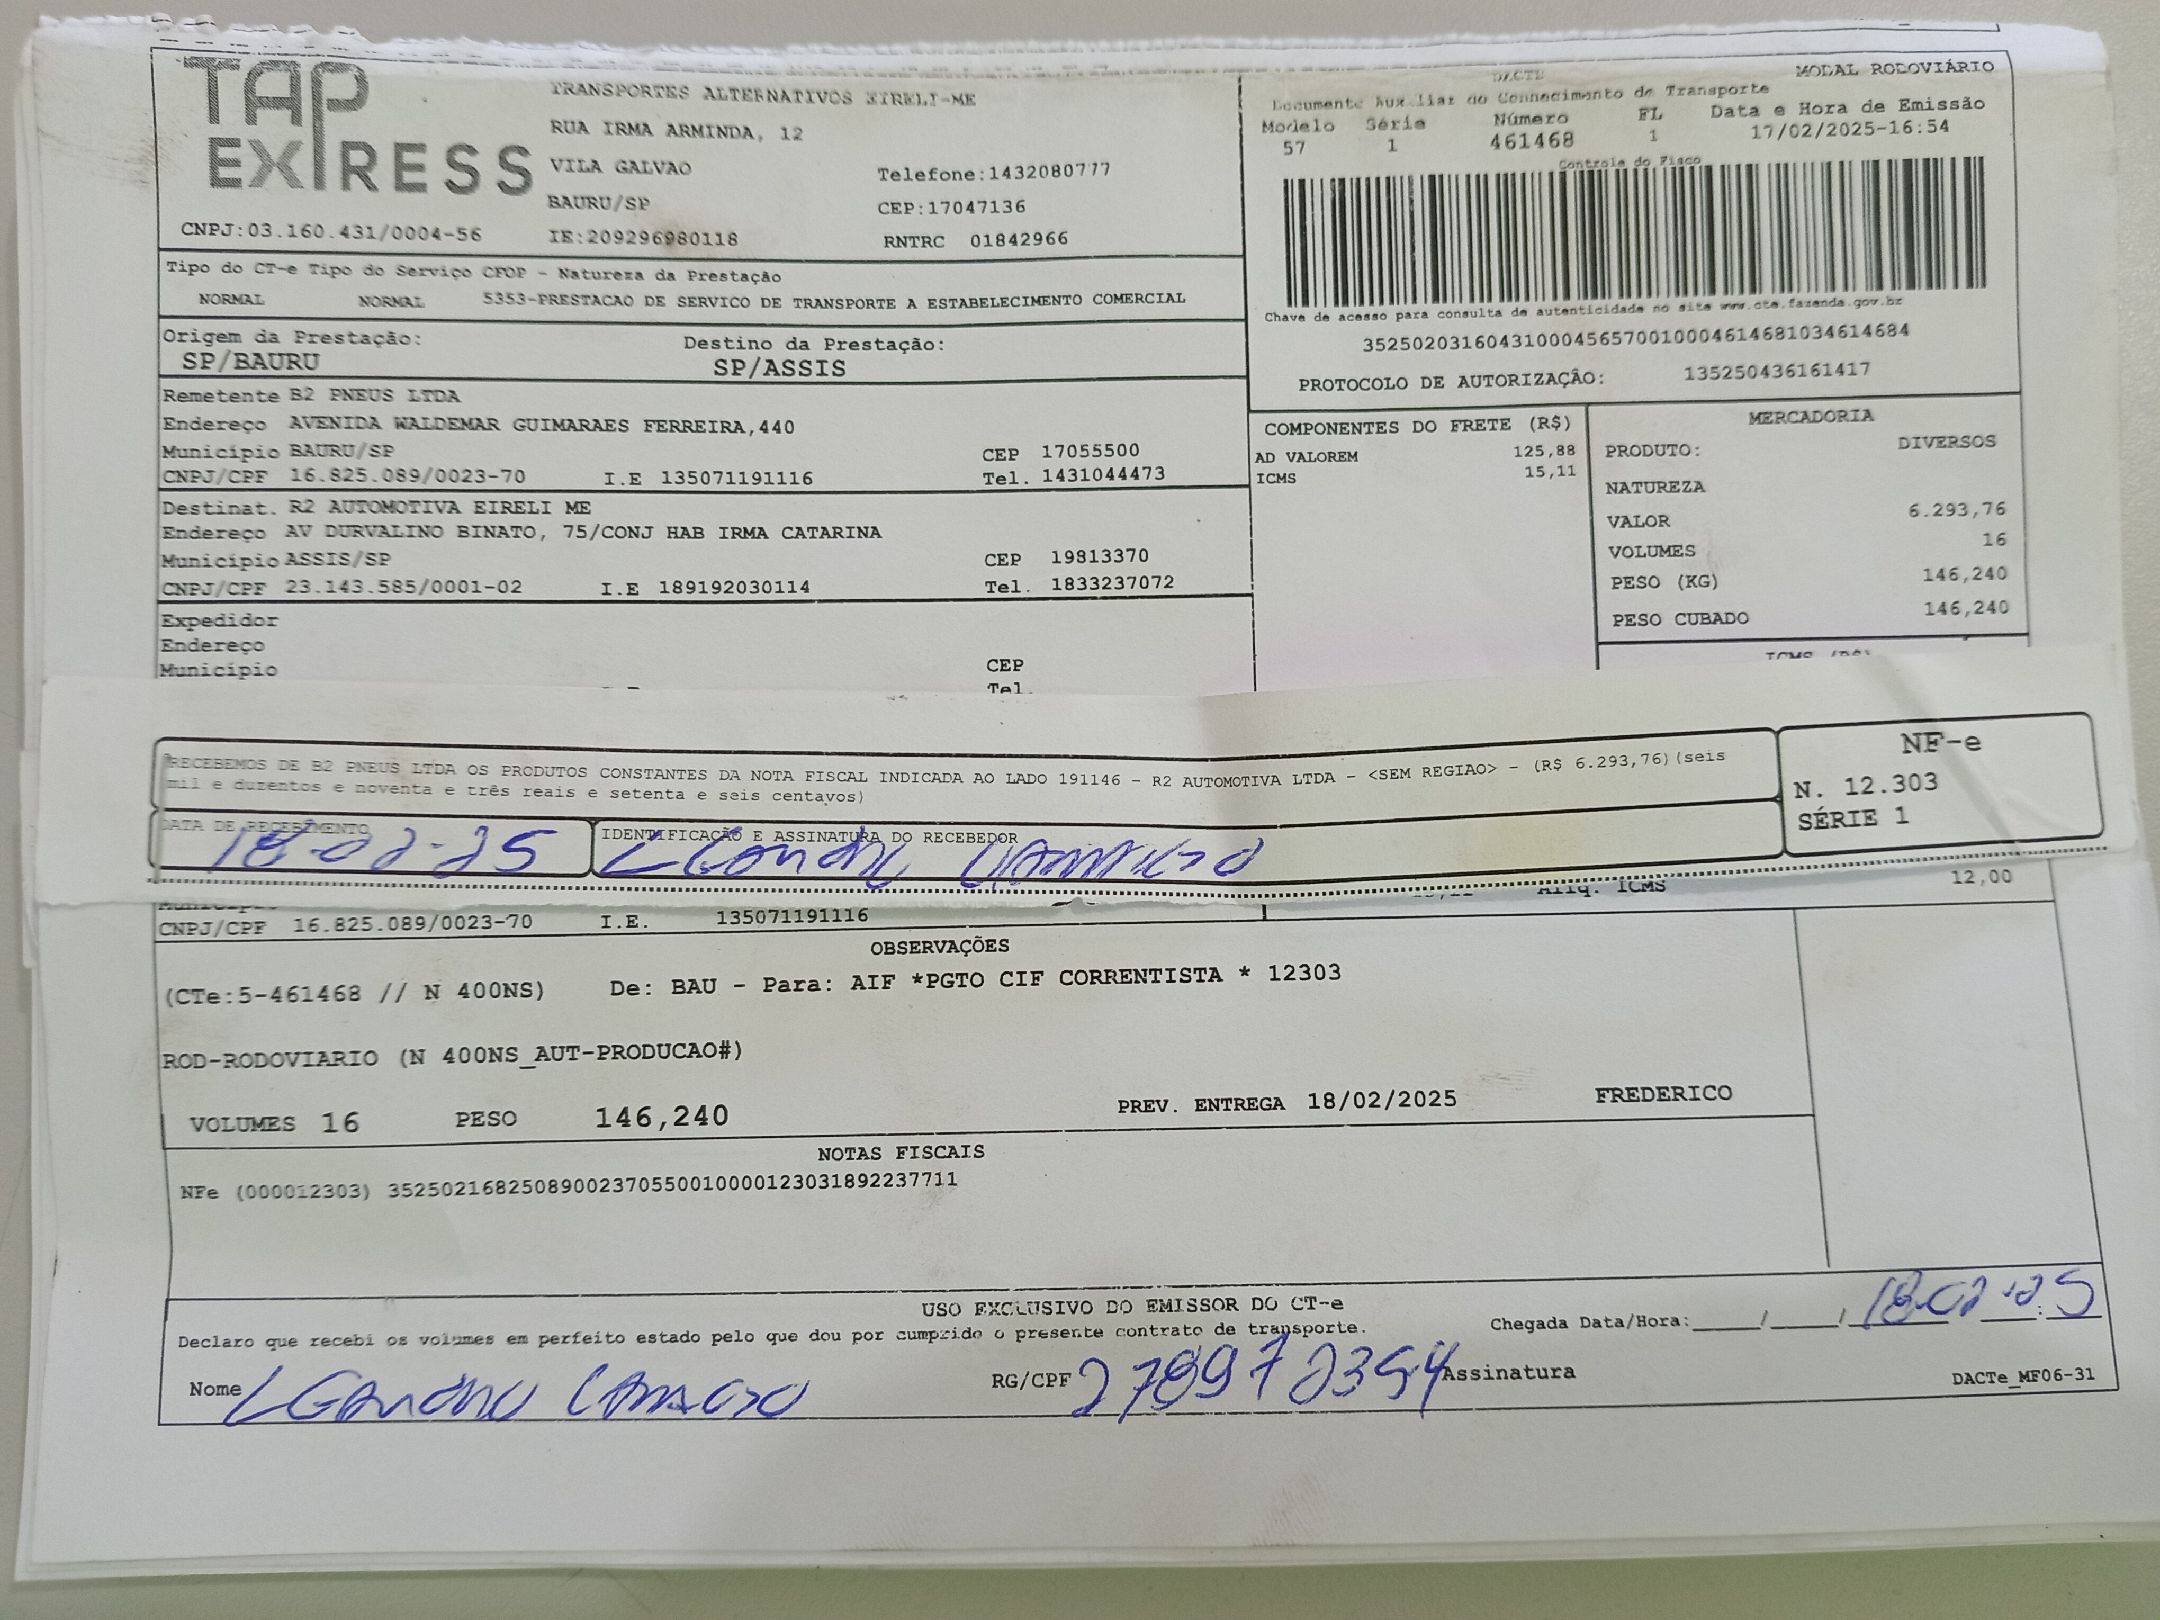 TAP EXPRESS
TRANSPORTES ALTERNATIVOS EIRELI-ME
RUA IRMA ARMINDA, 12
VILA GALVAO Telefone:1432080777
BAURU/SP CEP:17047136
CNPJ:03.160.431/0004-56 IE:209296980118 RNTRC 01842966
DACTE MODAL RODOVIÁRIO
Documento Auxiliar do Conhecimento de Transporte
Modelo Série Número FL Data e Hora de Emissão
57 1 461468 1 17/02/2025-16:54
Controle do Fisco
Chave de acesso para consulta de autenticidade no site www.cte.fazenda.gov.br
35250203160431000456570010004614681034614684
PROTOCOLO DE AUTORIZAÇÃO: 135250436161417
Tipo do CT-e Tipo do Serviço CFOP - Natureza da Prestação
NORMAL NORMAL 5353-PRESTACAO DE SERVICO DE TRANSPORTE A ESTABELECIMENTO COMERCIAL
Origem da Prestação: Destino da Prestação:
SP/BAURU SP/ASSIS
Remetente B2 PNEUS LTDA
Endereço AVENIDA WALDEMAR GUIMARAES FERREIRA,440
Município BAURU/SP CEP 17055500
CNPJ/CPF 16.825.089/0023-70 I.E 135071191116 Tel. 1431044473
Destinat. R2 AUTOMOTIVA EIRELI ME
Endereço AV DURVALINO BINATO, 75/CONJ HAB IRMA CATARINA
Município ASSIS/SP CEP 19813370
CNPJ/CPF 23.143.585/0001-02 I.E 189192030114 Tel. 1833237072
Expedidor
Endereço
Município CEP
Tel.
COMPONENTES DO FRETE (R$)
AD VALOREM 125,88
ICMS 15,11
MERCADORIA
PRODUTO: DIVERSOS
NATUREZA
VALOR 6.293,76
VOLUMES 16
PESO (KG) 146,240
PESO CUBADO 146,240
ICMS (R$)
RECEBEMOS DE B2 PNEUS LTDA OS PRODUTOS CONSTANTES DA NOTA FISCAL INDICADA AO LADO 191146 - R2 AUTOMOTIVA LTDA - <SEM REGIAO> - (R$ 6.293,76)(seis
mil e duzentos e noventa e três reais e setenta e seis centavos)
DATA DE RECEBIMENTO IDENTIFICAÇÃO E ASSINATURA DO RECEBEDOR
18-02-25 Leandro Camargo
NF-e
N. 12.303
SÉRIE 1
Aliq. ICMS 12,00
CNPJ/CPF 16.825.089/0023-70 I.E. 135071191116
OBSERVAÇÕES
(CTe:5-461468 // N 400NS) De: BAU - Para: AIF *PGTO CIF CORRENTISTA * 12303
ROD-RODOVIARIO (N 400NS_AUT-PRODUCAO#)
VOLUMES 16 PESO 146,240 PREV. ENTREGA 18/02/2025 FREDERICO
NOTAS FISCAIS
NFe (000012303) 35250216825089002370550010000123031892237711
USO EXCLUSIVO DO EMISSOR DO CT-e
Declaro que recebi os volumes em perfeito estado pelo que dou por cumprido o presente contrato de transporte.
Chegada Data/Hora:____/____/ 18-02-25
Nome Leandro Camargo RG/CPF 2789720354 Assinatura
DACTe_MF06-31